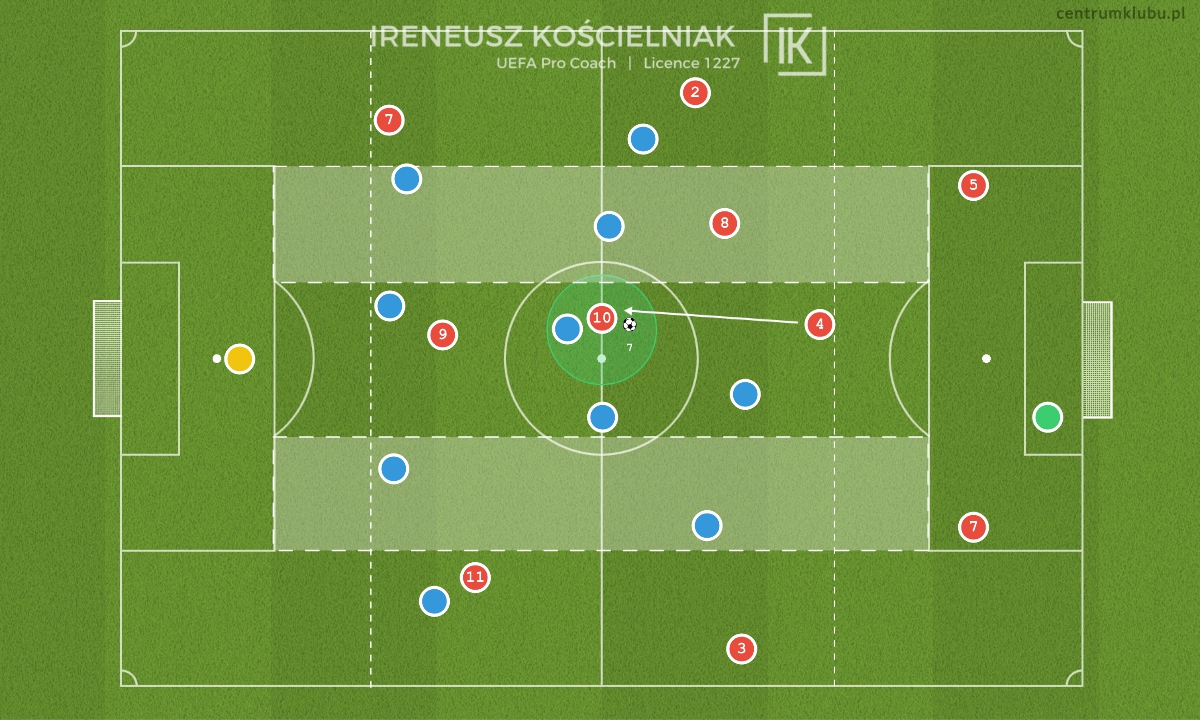 centrumklubu.pl
IRENEUSZ KOŚCIELNIAK
UEFA Pro Coach | Licence 1227
IK
2
7
5
8
10
4
9
7
7
11
3